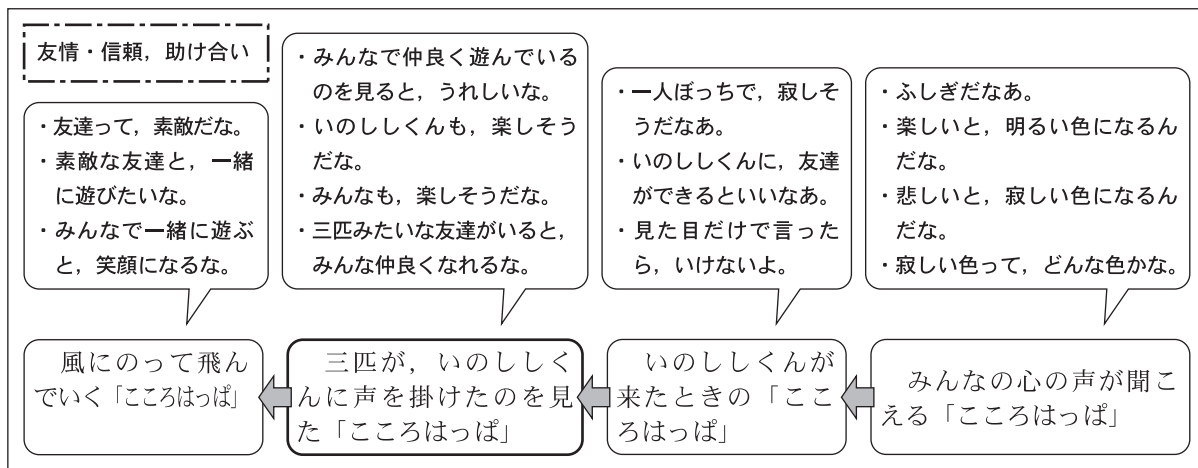 友情・信頼，助け合い
・ふしぎだなあ。
・楽しいと，明るい色になるん
だな。
・悲しいと，寂しい色になるん
だな。
・寂しい色って，どんな色かな。
みんなの心の声が聞こ
える「こころはっぱ」
・一人ぼっちで，寂しそ
うだなあ。
・いのししくんに，友達
ができるといいなあ。
・見た目だけで言った
ら，いけないよ。
いのししくんが
来たときの「ここ
ろはっぱ」
・みんなで仲良く遊んでいる
のを見ると，うれしいな。
・いのししくんも，楽しそう
だな。
・みんなも，楽しそうだな。
・三匹みたいな友達がいると，
みんな仲良くなれるな。
三匹が，いのししく
んに声を掛けたのを見
た「こころはっぱ」
・友達って，素敵だな。
・素敵な友達と，一緒
に遊びたいな。
・みんなで一緒に遊ぶ
と，笑顔になるな。
風にのって飛ん
でいく「こころはっぱ」